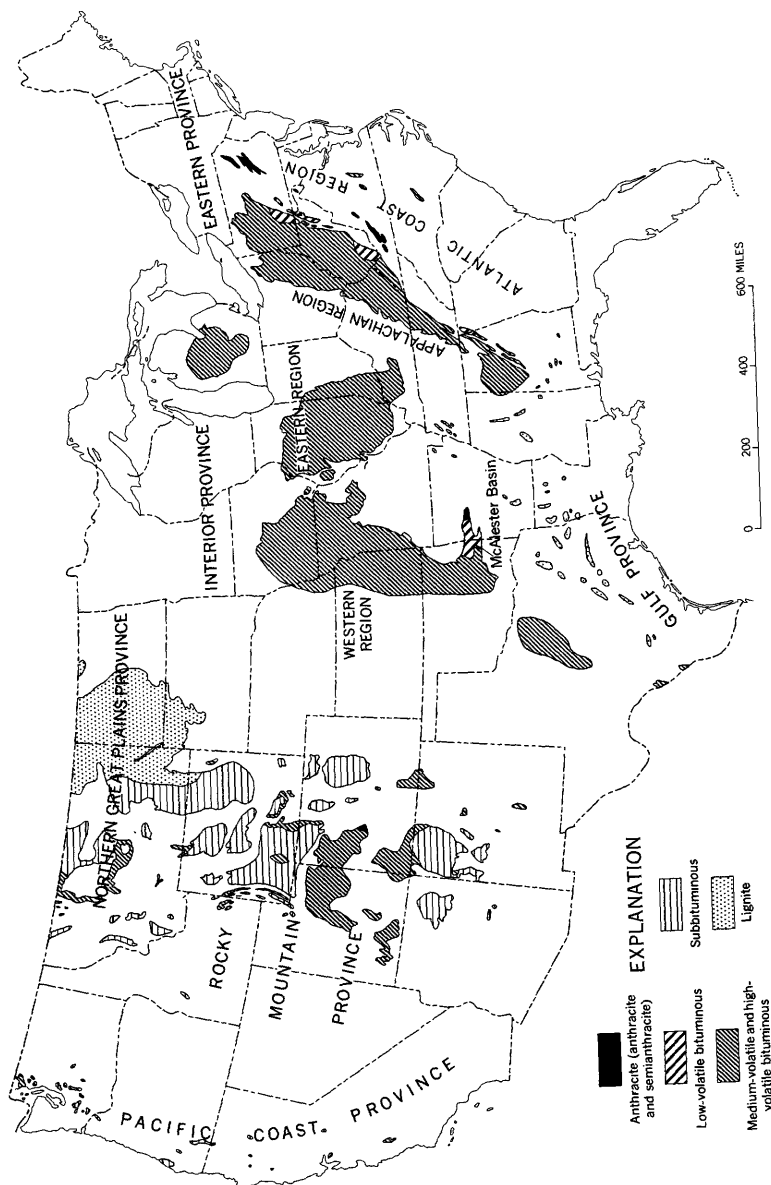 PACIFIC COAST PROVINCE
ROCKY
MOUNTAIN
PROVINCE
NORTHERN GREAT PLAINS PROVINCE
INTERIOR PROVINCE
WESTERN
REGION
EASTERN REGION
EASTERN PROVINCE
APPALACHIAN REGION
ATLANTIC
COAST
REGION
McAlester Basin
GULF PROVINCE
EXPLANATION
Anthracite (anthracite
and semianthracite)
Low-volatile bituminous
Medium-volatile and high-
volatile bituminous
Subbituminous
Lignite
0 200 400 600 MILES